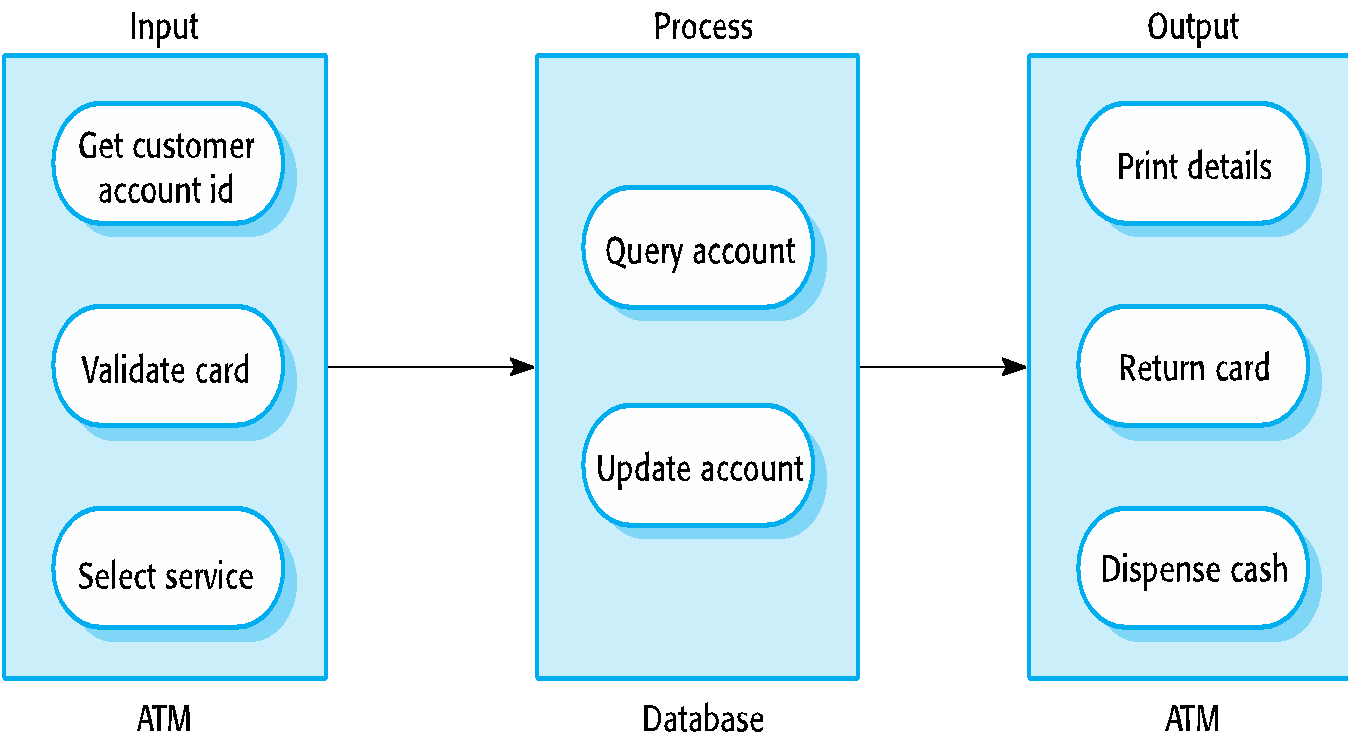 Input
Process
Output
Get customer
account id
Validate card
Select service
Query account
Update account
Print details
Return card
Dispense cash
ATM
Database
ATM